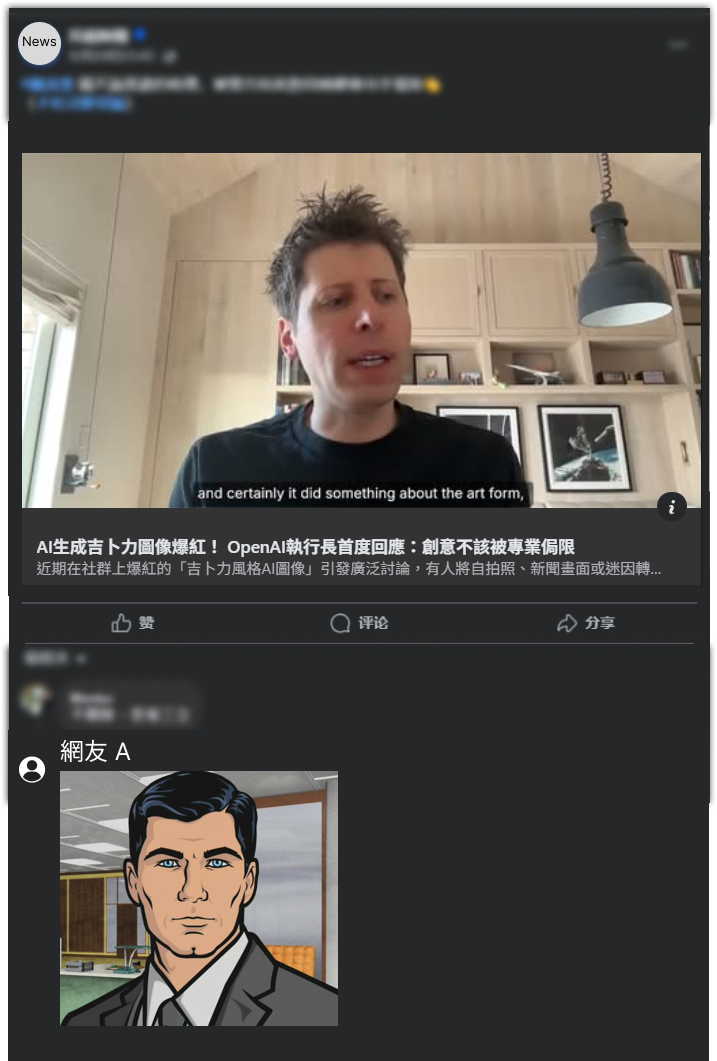 News
and certainly it did something about the art form,
AI生成吉卜力圖像爆紅！ OpenAI執行長首度回應：創意不該被專業侷限
近期在社群上爆紅的「吉卜力風格AI圖像」引發廣泛討論，有人將自拍照、新聞畫面或迷因轉...
赞
评论
分享
網友 A